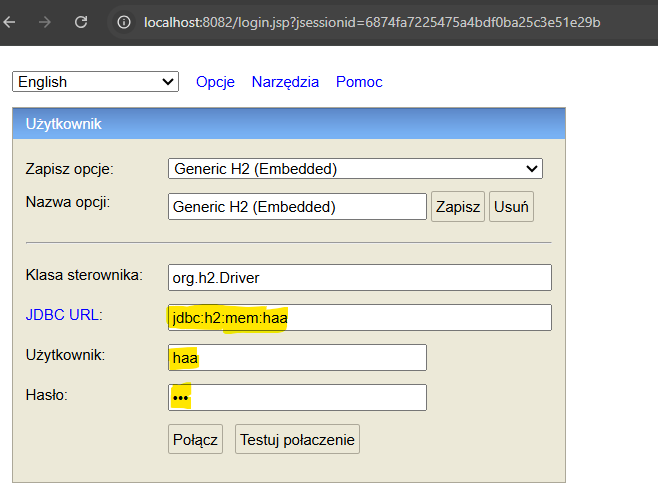 localhost:8082/login.jsp?jsessionid=6874fa7225475a4bdf0ba25c3e51e29b
English Opcje Narzędzia Pomoc
Użytkownik
Zapisz opcje: Generic H2 (Embedded)
Nazwa opcji: Generic H2 (Embedded) Zapisz Usuń
Klasa sterownika: org.h2.Driver
JDBC URL: jdbc:h2:mem:haa
Użytkownik: haa
Hasło: •••
Połącz Testuj połaczenie